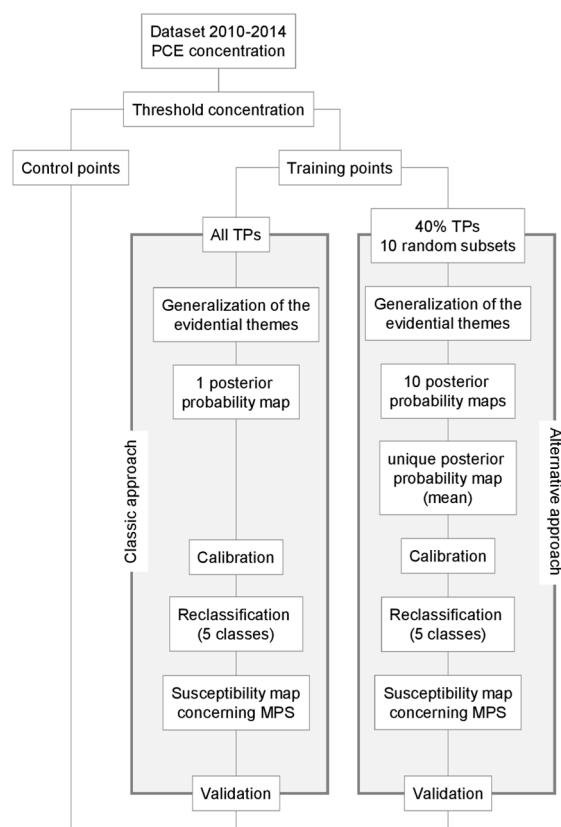 Dataset 2010-2014
PCE concentration
Threshold concentration
Control points
Training points
All TPs
40% TPs
10 random subsets
Generalization of the
evidential themes
Generalization of the
evidential themes
1 posterior
probability map
10 posterior
probability maps
Classic approach
unique posterior
probability map
(mean)
Alternative approach
Calibration
Calibration
Reclassification
(5 classes)
Reclassification
(5 classes)
Susceptibility map
concerning MPS
Susceptibility map
concerning MPS
Validation
Validation